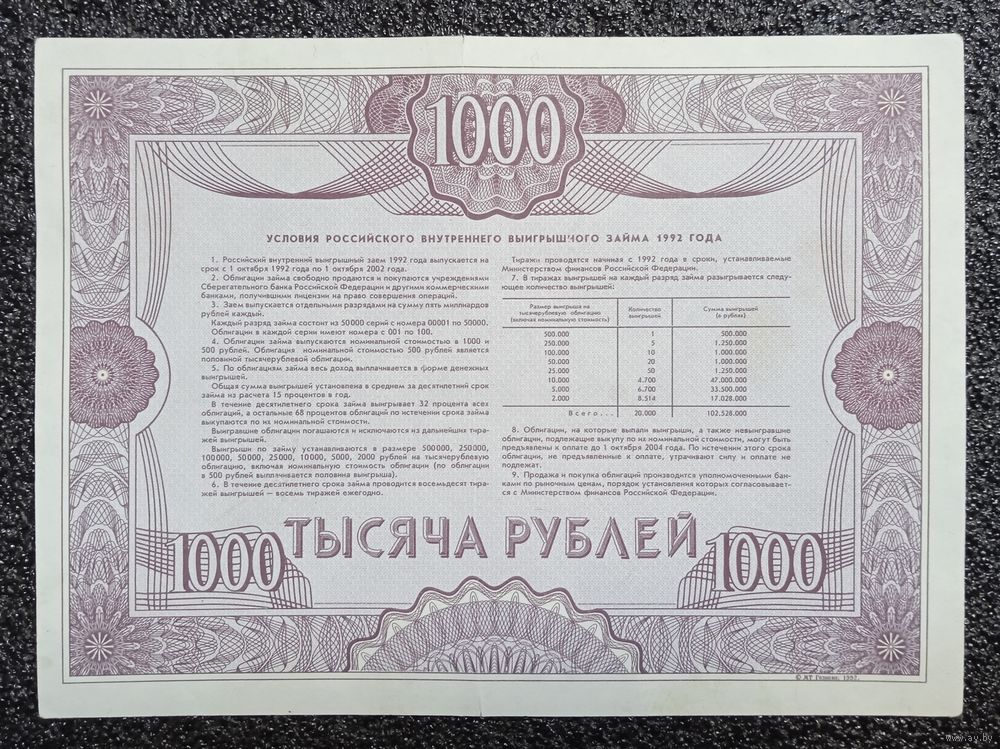 1000
УСЛОВИЯ РОССИЙСКОГО ВНУТРЕННЕГО ВЫИГРЫШНОГО ЗАЙМА 1992 ГОДА
1. Российский внутренний выигрышный заем 1992 года выпускается на
срок с 1 октября 1992 года по 1 октября 2002 года.
2. Облигации займа свободно продаются и покупаются учреждениями
Сберегательного банка Российской Федерации и другими коммерческими
банками, получившими лицензии на право совершения операций.
3. Заем выпускается отдельными разрядами на сумму пять миллиардов
рублей каждый.
Каждый разряд займа состоит из 50000 серий с номера 00001 по 50000.
Облигации в каждой серии имеют номера с 001 по 100.
4. Облигации займа выпускаются номинальной стоимостью в 1000 и
500 рублей. Облигация номинальной стоимостью 500 рублей является
половиной тысячерублевой облигации.
5. По облигациям займа весь доход выплачивается в форме денежных
выигрышей.
Общая сумма выигрышей установлена в среднем за десятилетний срок
займа из расчета 15 процентов в год.
В течение десятилетнего срока займа выигрывает 32 процента всех
облигаций, а остальные 68 процентов облигаций по истечении срока займа
выкупаются по их номинальной стоимости.
Выигравшие облигации погашаются и исключаются из дальнейших тира-
жей выигрышей.
Выигрыши по займу устанавливаются в размере 500000, 250000,
100000, 50000, 25000, 10000, 5000, 2000 рублей на тысячерублевую
облигацию, включая номинальную стоимость облигации (по облигации
в 500 рублей выплачивается половина выигрыша).
6. В течение десятилетнего срока займа проводится восемьдесят тира-
жей выигрышей — восемь тиражей ежегодно.
Тиражи проводятся начиная с 1992 года в сроки, устанавливаемые
Министерством финансов Российской Федерации.
7. В тиражах выигрышей на каждый разряд займа разыгрывается следу-
ющее количество выигрышей:
Размер выигрыша на тысячерублевую облигацию (включая номинальную стоимость) Количество выигрышей Сумма выигрышей (в рублях)
500.000 1 500.000
250.000 5 1.250.000
100.000 10 1.000.000
50.000 20 1.000.000
25.000 50 1.250.000
10.000 4.700 47.000.000
5.000 6.700 33.500.000
2.000 8.514 17.028.000
Всего... 20.000 102.528.000
8. Облигации, на которые выпали выигрыши, а также невыигравшие
облигации, подлежащие выкупу по их номинальной стоимости, могут быть
предъявлены к оплате до 1 октября 2004 года. По истечении этого срока
облигации, не предъявленные к оплате, утрачивают силу и оплате не
подлежат.
9. Продажа и покупка облигаций производится уполномоченными бан-
ками по рыночным ценам, порядок установления которых согласовывает-
ся с Министерством финансов Российской Федерации.
ТЫСЯЧА РУБЛЕЙ
1000 1000
© МТ Гознака. 1992.
www.ay.by